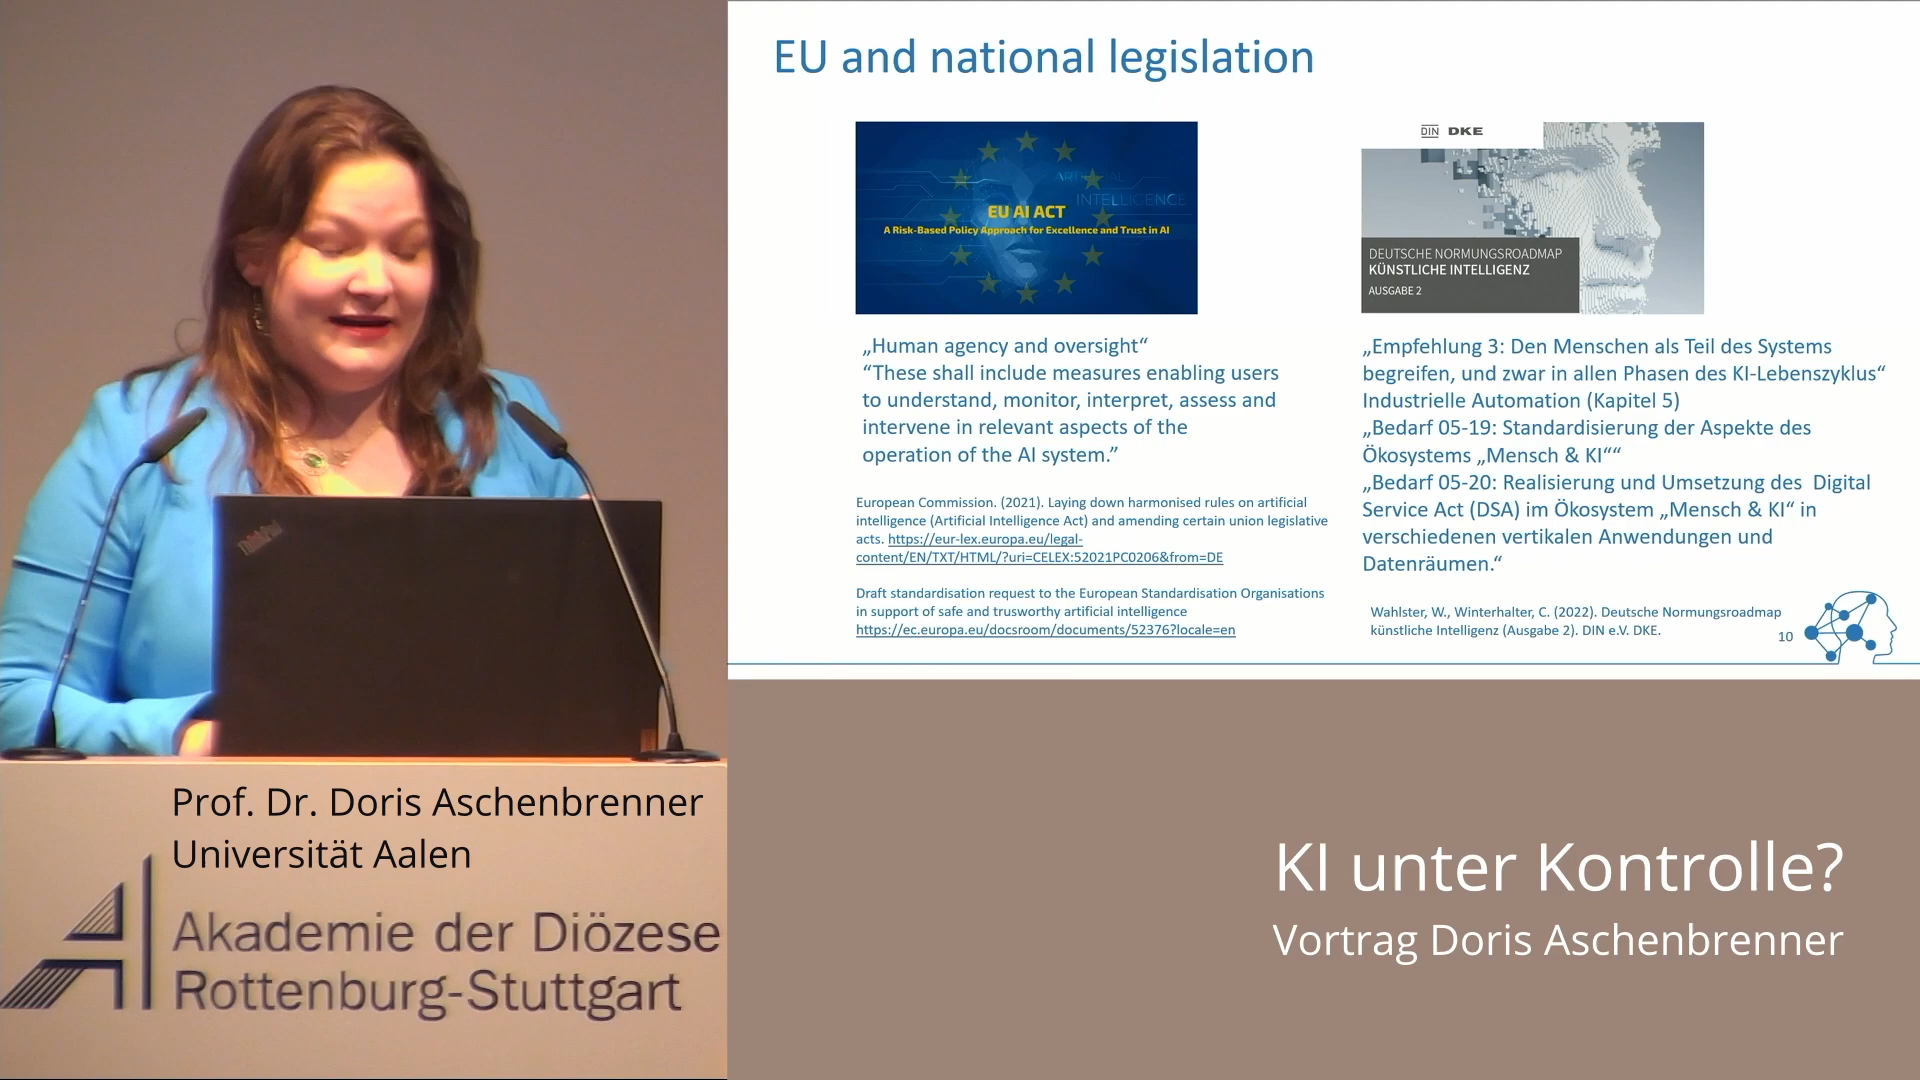 EU and national legislation
ARTIFICIAL
INTELLIGENCE
EU AI ACT
A Risk-Based Policy Approach for Excellence and Trust in AI
„Human agency and oversight“
“These shall include measures enabling users
to understand, monitor, interpret, assess and
intervene in relevant aspects of the
operation of the AI system.”
European Commission. (2021). Laying down harmonised rules on artificial
intelligence (Artificial Intelligence Act) and amending certain union legislative
acts. https://eur-lex.europa.eu/legal-
content/EN/TXT/HTML/?uri=CELEX:52021PC0206&from=DE
Draft standardisation request to the European Standardisation Organisations
in support of safe and trusworthy artificial intelligence
https://ec.europa.eu/docsroom/documents/52376?locale=en
DIN DKE
DEUTSCHE NORMUNGSROADMAP
KÜNSTLICHE INTELLIGENZ
AUSGABE 2
„Empfehlung 3: Den Menschen als Teil des Systems
begreifen, und zwar in allen Phasen des KI-Lebenszyklus“
Industrielle Automation (Kapitel 5)
„Bedarf 05-19: Standardisierung der Aspekte des
Ökosystems „Mensch & KI““
„Bedarf 05-20: Realisierung und Umsetzung des Digital
Service Act (DSA) im Ökosystem „Mensch & KI“ in
verschiedenen vertikalen Anwendungen und
Datenräumen.“
Wahlster, W., Winterhalter, C. (2022). Deutsche Normungsroadmap
künstliche Intelligenz (Ausgabe 2). DIN e.V. DKE.
10
ThinkPad
Prof. Dr. Doris Aschenbrenner
Universität Aalen
Akademie der Diözese
Rottenburg-Stuttgart
KI unter Kontrolle?
Vortrag Doris Aschenbrenner